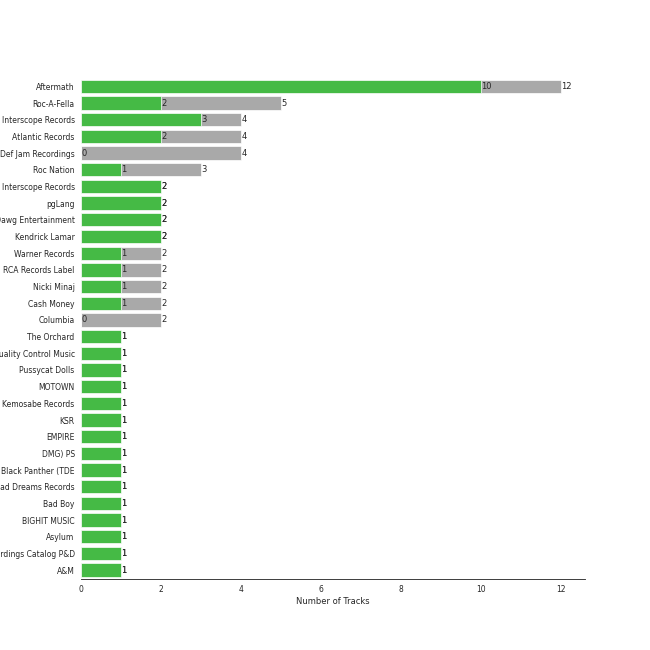 Aftermath 10 12
Roc-A-Fella 2 5
Interscope Records 3 4
Atlantic Records 2 4
Def Jam Recordings 0 4
Roc Nation 1 3
Interscope Records 2
pgLang 2
Entertainment 2
Kendrick Lamar 2
Warner Records 1 2
RCA Records Label 1 2
Nicki Minaj 1 2
Cash Money 1 2
Columbia 0 2
The Orchard 1
Control Music 1
Pussycat Dolls 1
MOTOWN 1
Kemosabe Records 1
KSR 1
EMPIRE 1
DMG) PS 1
Black Panther (TDE 1
Dreams Records 1
Bad Boy 1
BIGHIT MUSIC 1
Asylum 1
Catalog P&D 1
A&M 1
0 2 4 6 8 10 12
Number of Tracks